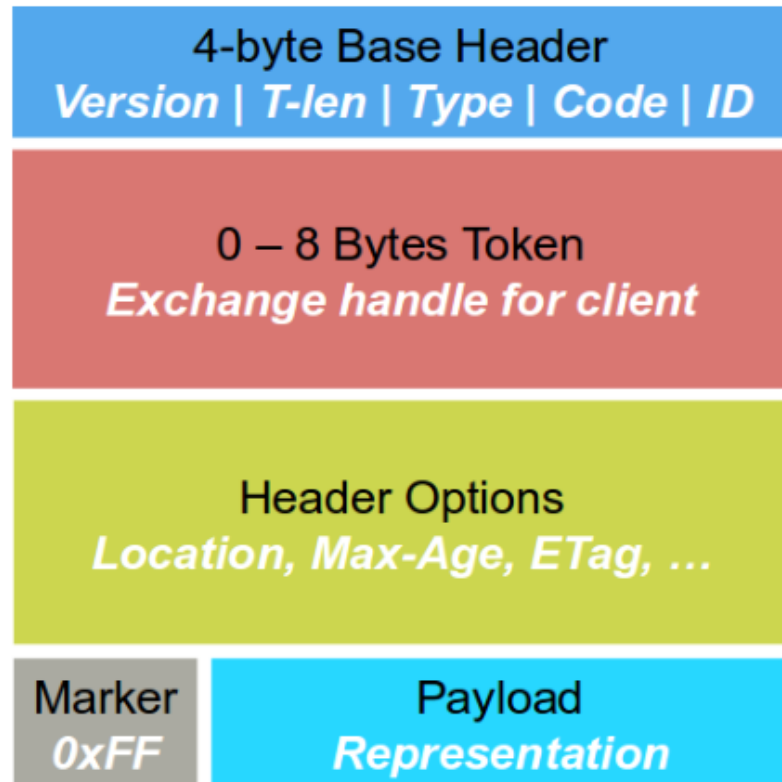 4-byte Base Header
Version | T-len | Type | Code | ID
0 – 8 Bytes Token
Exchange handle for client
Header Options
Location, Max-Age, ETag, …
Marker
0xFF
Payload
Representation